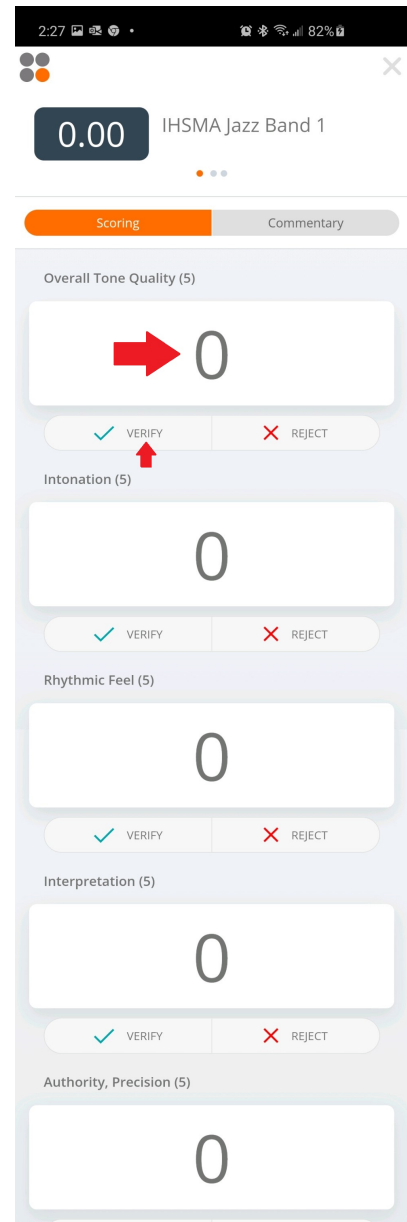 2:27 82%
0.00 IHSMA Jazz Band 1
Scoring Commentary
Overall Tone Quality (5)
0
VERIFY REJECT
Intonation (5)
0
VERIFY REJECT
Rhythmic Feel (5)
0
VERIFY REJECT
Interpretation (5)
0
VERIFY REJECT
Authority, Precision (5)
0